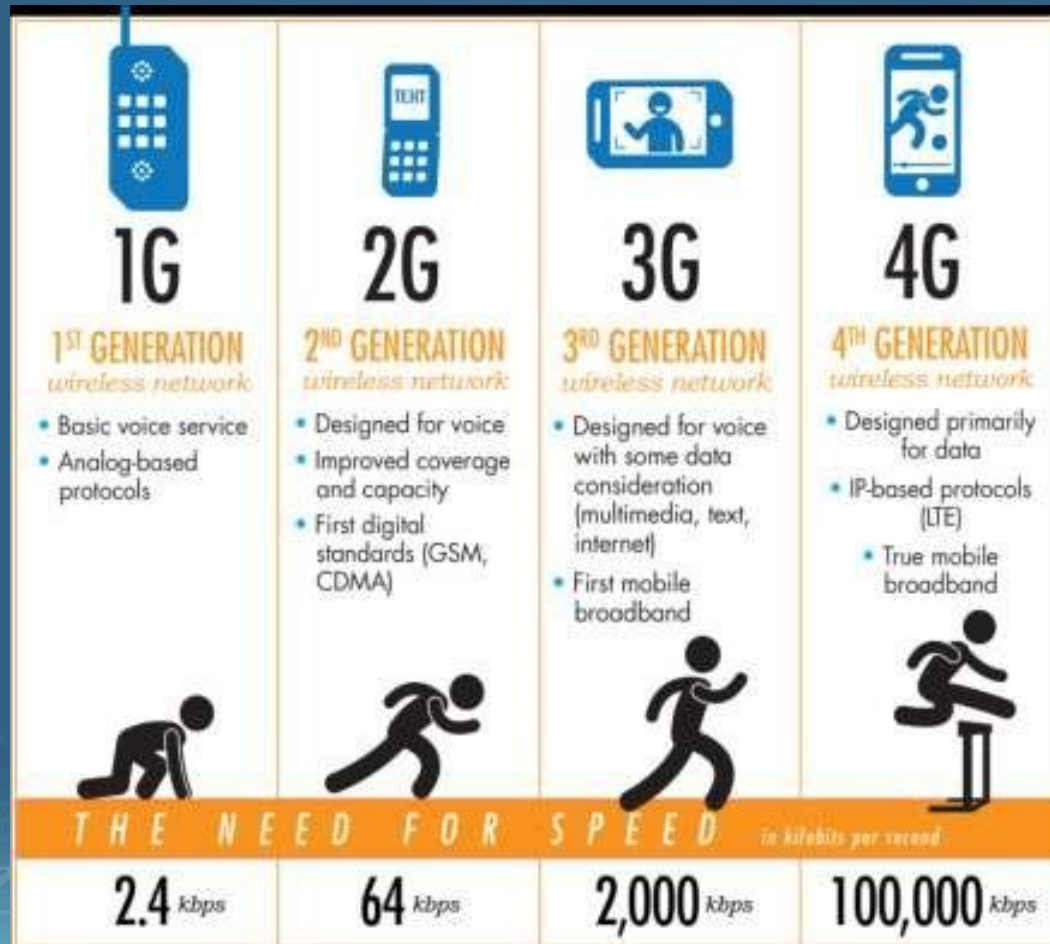 TEXT
1G
1ST GENERATION
wireless network
• Basic voice service
• Analog-based
protocols
2G
2ND GENERATION
wireless network
• Designed for voice
• Improved coverage
and capacity
• First digital
standards (GSM,
CDMA)
3G
3RD GENERATION
wireless network
• Designed for voice
with some data
consideration
(multimedia, text,
internet)
• First mobile
broadband
4G
4TH GENERATION
wireless network
• Designed primarily
for data
• IP-based protocols
(LTE)
• True mobile
broadband
THE NEED FOR SPEED in kilobits per second
2.4 kbps
64 kbps
2,000 kbps
100,000 kbps